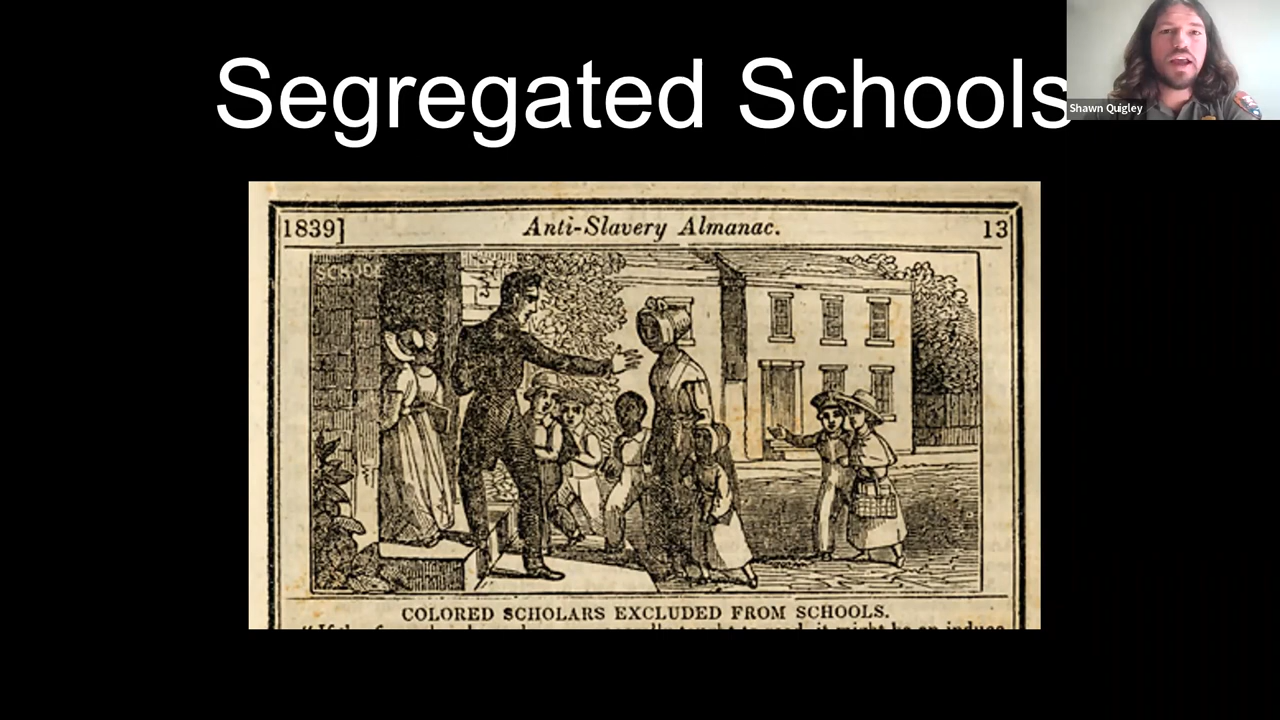 Segregated Schools
Shawn Quigley
1839]
Anti-Slavery Almanac.
13
SCHOOL
COLORED SCHOLARS EXCLUDED FROM SCHOOLS.